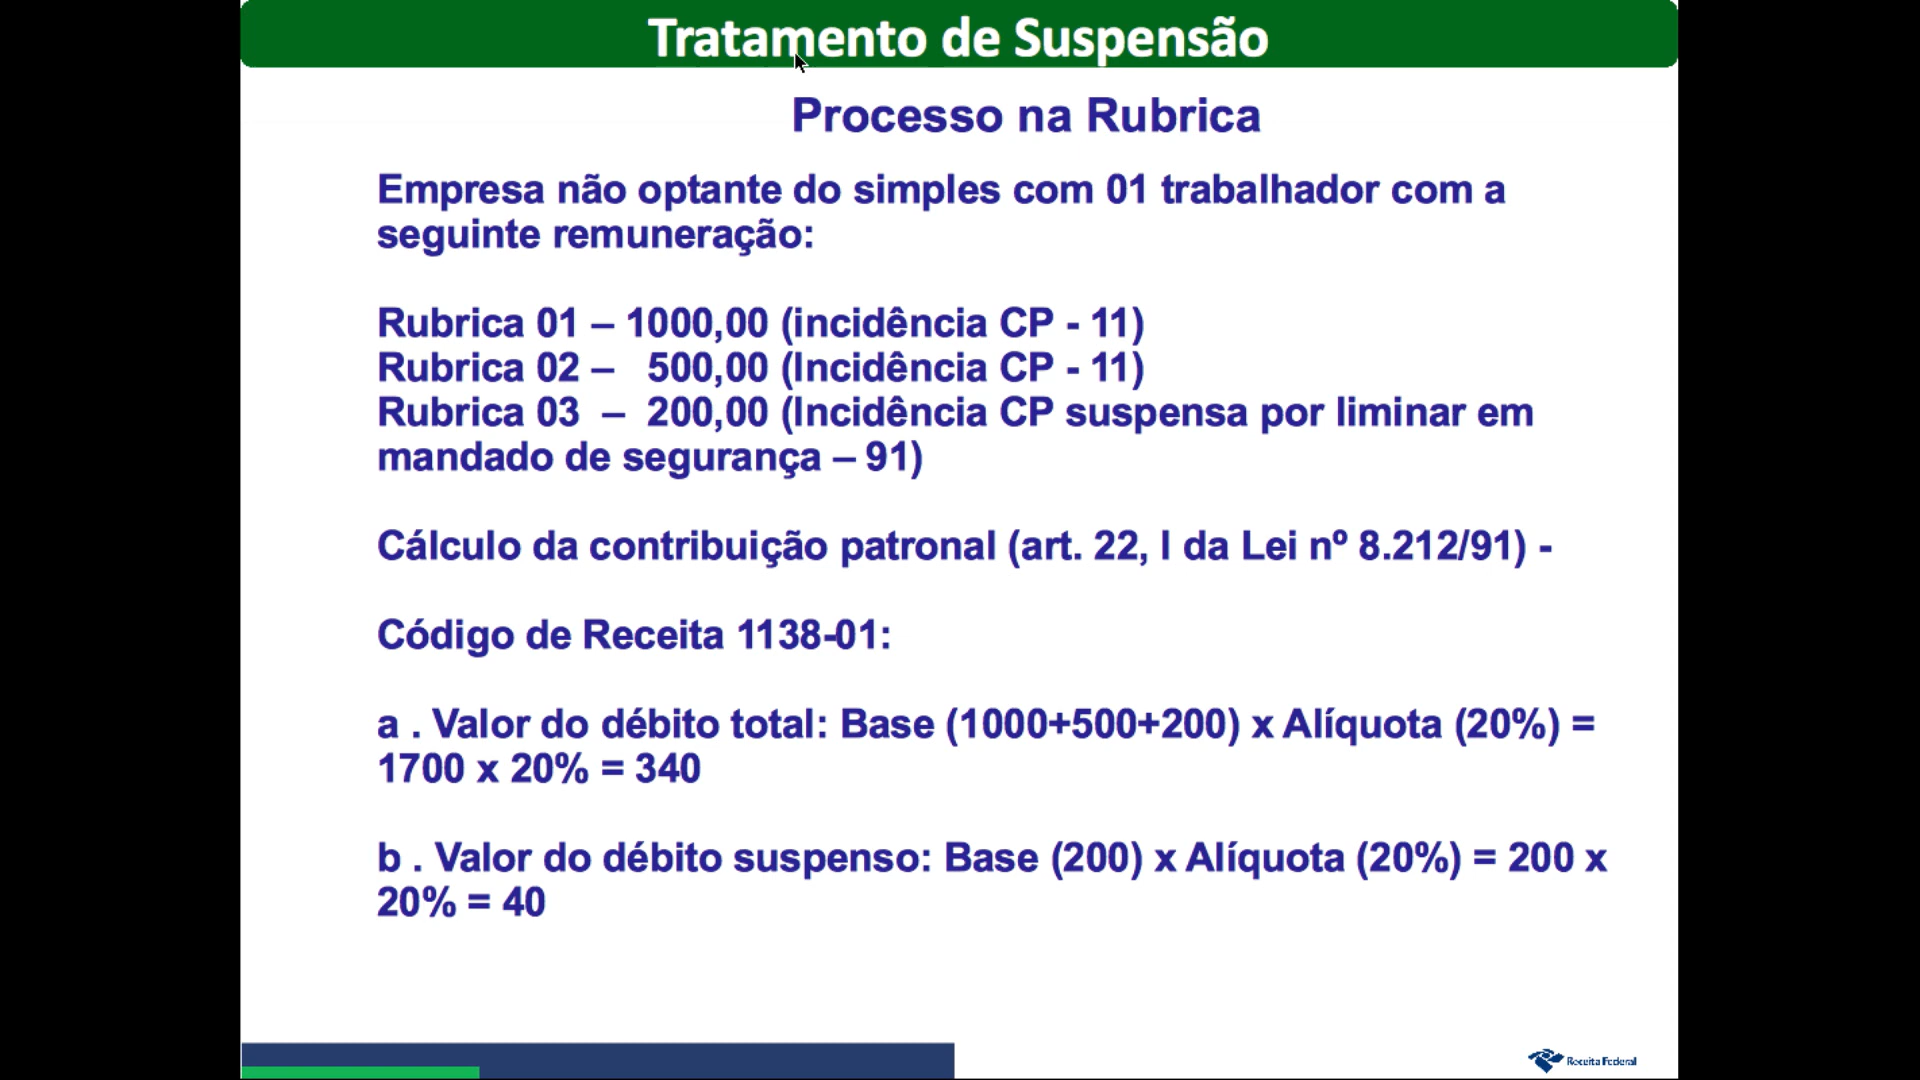 Tratamento de Suspensão
Processo na Rubrica
Empresa não optante do simples com 01 trabalhador com a
seguinte remuneração:
Rubrica 01 – 1000,00 (incidência CP - 11)
Rubrica 02 – 500,00 (Incidência CP - 11)
Rubrica 03 – 200,00 (Incidência CP suspensa por liminar em
mandado de segurança – 91)
Cálculo da contribuição patronal (art. 22, I da Lei nº 8.212/91) -
Código de Receita 1138-01:
a . Valor do débito total: Base (1000+500+200) x Alíquota (20%) =
1700 x 20% = 340
b . Valor do débito suspenso: Base (200) x Alíquota (20%) = 200 x
20% = 40
Receita Federal